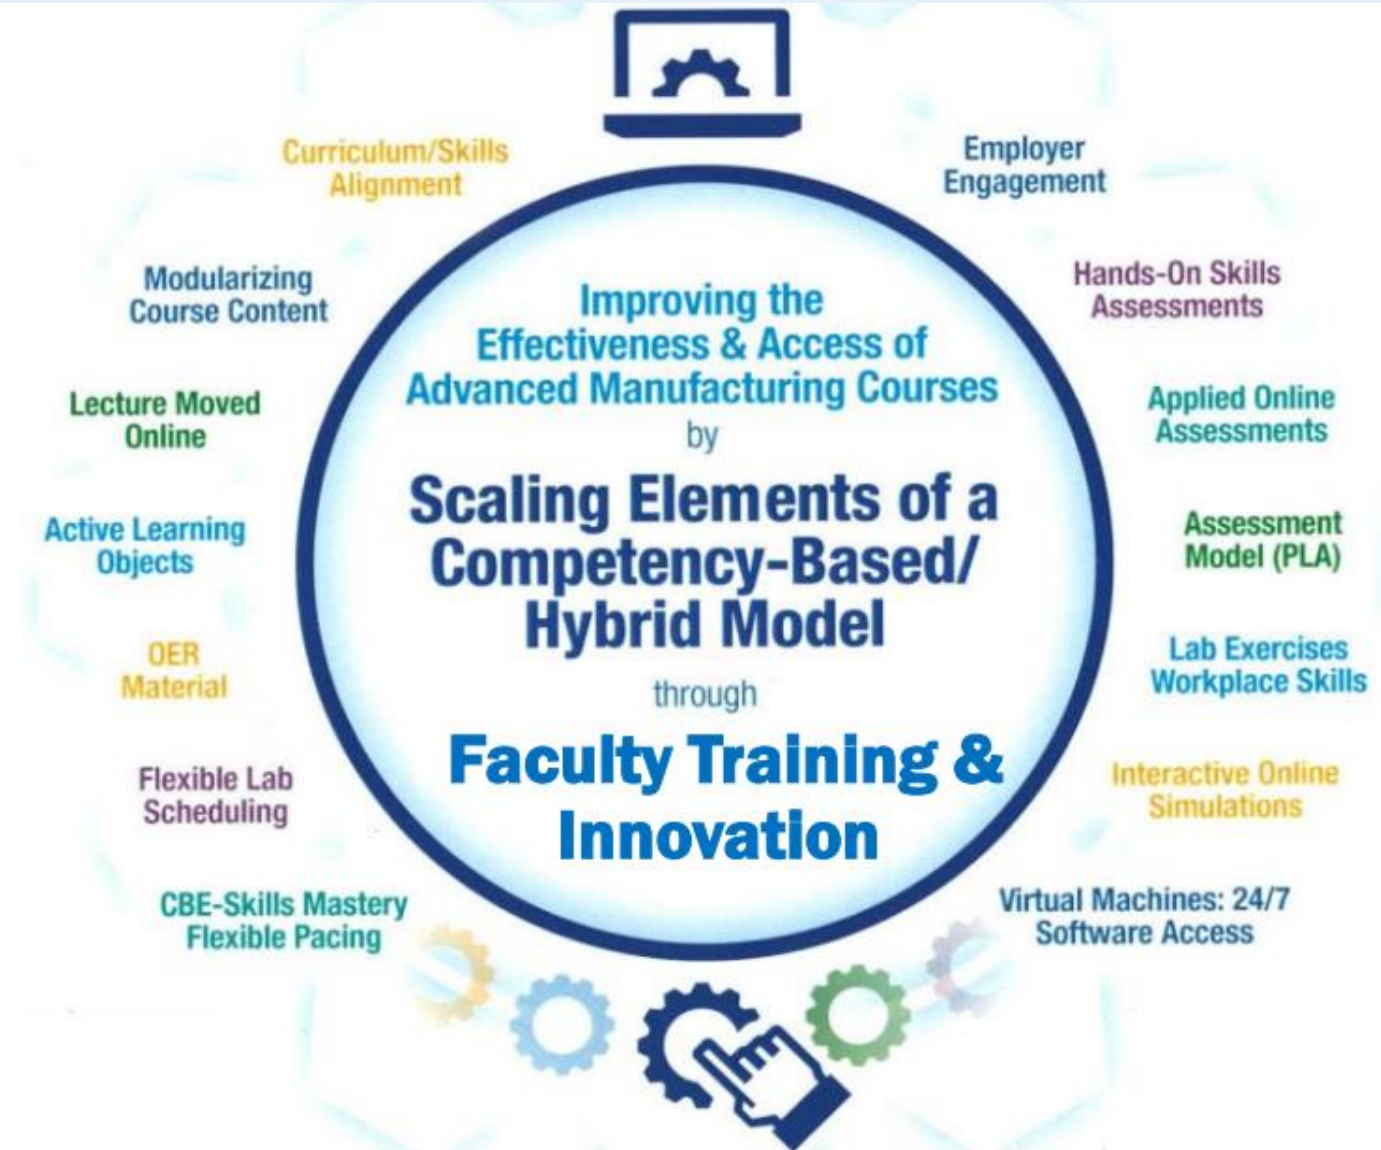 Curriculum/Skills
Alignment
Modularizing
Course Content
Lecture Moved
Online
Active Learning
Objects
OER
Material
Flexible Lab
Scheduling
CBE-Skills Mastery
Flexible Pacing
Improving the
Effectiveness & Access of
Advanced Manufacturing Courses
by
Scaling Elements of a
Competency-Based/
Hybrid Model
through
Faculty Training &
Innovation
Employer
Engagement
Hands-On Skills
Assessments
Applied Online
Assessments
Assessment
Model (PLA)
Lab Exercises
Workplace Skills
Interactive Online
Simulations
Virtual Machines: 24/7
Software Access